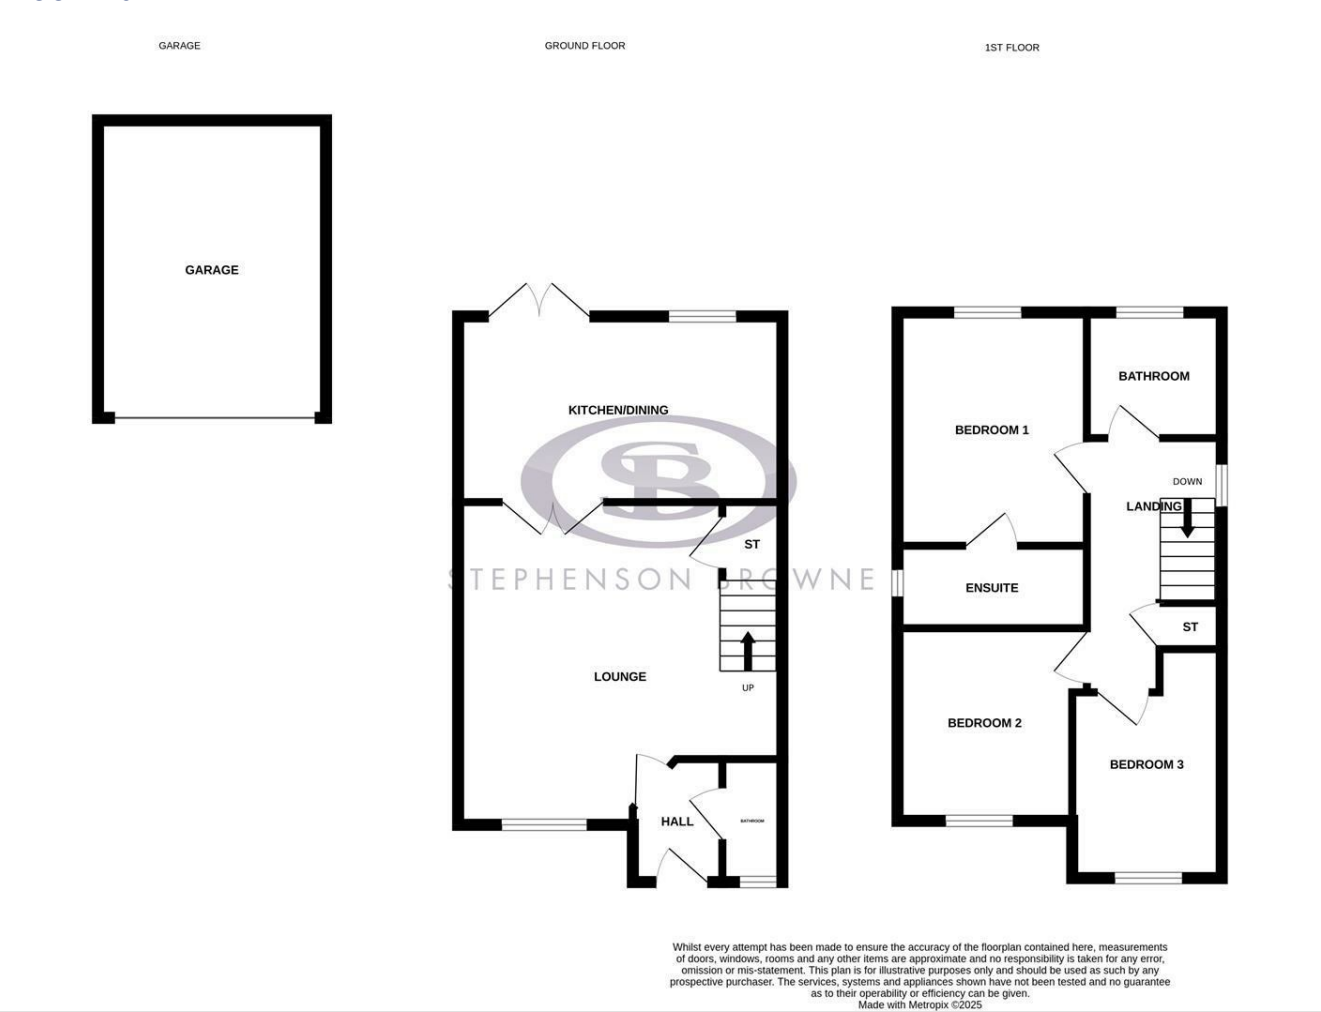 GARAGE
GROUND FLOOR
1ST FLOOR
GARAGE
KITCHEN/DINING
ST
LOUNGE
UP
HALL
BATHROOM
STEPHENSON BROWNE
BEDROOM 1
BATHROOM
DOWN
LANDING
ENSUITE
ST
BEDROOM 2
BEDROOM 3
Whilst every attempt has been made to ensure the accuracy of the floorplan contained here, measurements
of doors, windows, rooms and any other items are approximate and no responsibility is taken for any error,
omission or mis-statement. This plan is for illustrative purposes only and should be used as such by any
prospective purchaser. The services, systems and appliances shown have not been tested and no guarantee
as to their operability or efficiency can be given.
Made with Metropix ©2025